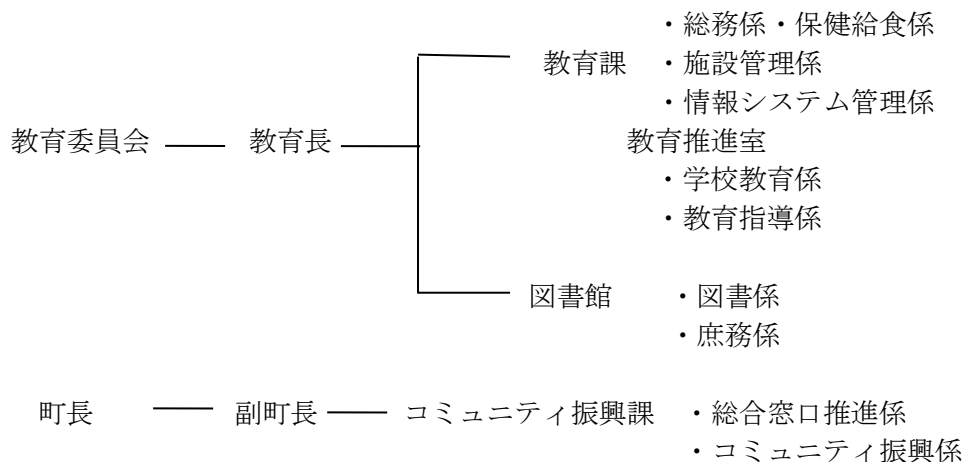 ・総務係・保健給食係
教育課 ・施設管理係
・情報システム管理係
教育委員会 教育長 教育推進室
・学校教育係
・教育指導係
図書館 ・図書係
・庶務係
町長 副町長 コミュニティ振興課 ・総合窓口推進係
・コミュニティ振興係